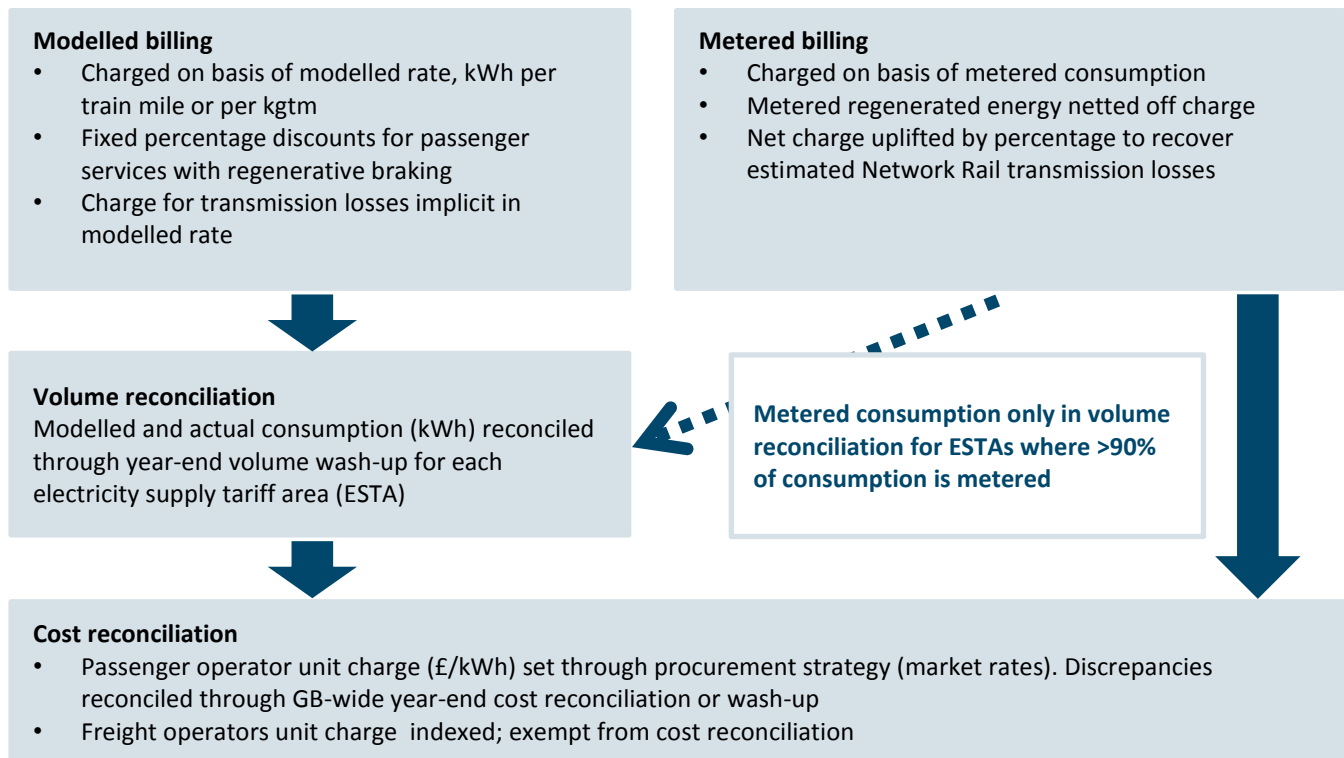 Modelled billing
• Charged on basis of modelled rate, kWh per
train mile or per kgtm
• Fixed percentage discounts for passenger
services with regenerative braking
• Charge for transmission losses implicit in
modelled rate
Metered billing
• Charged on basis of metered consumption
• Metered regenerated energy netted off charge
• Net charge uplifted by percentage to recover
estimated Network Rail transmission losses
Volume reconciliation
Modelled and actual consumption (kWh) reconciled
through year-end volume wash-up for each
electricity supply tariff area (ESTA)
Metered consumption only in volume
reconciliation for ESTAs where >90%
of consumption is metered
Cost reconciliation
• Passenger operator unit charge (£/kWh) set through procurement strategy (market rates). Discrepancies
reconciled through GB-wide year-end cost reconciliation or wash-up
• Freight operators unit charge indexed; exempt from cost reconciliation